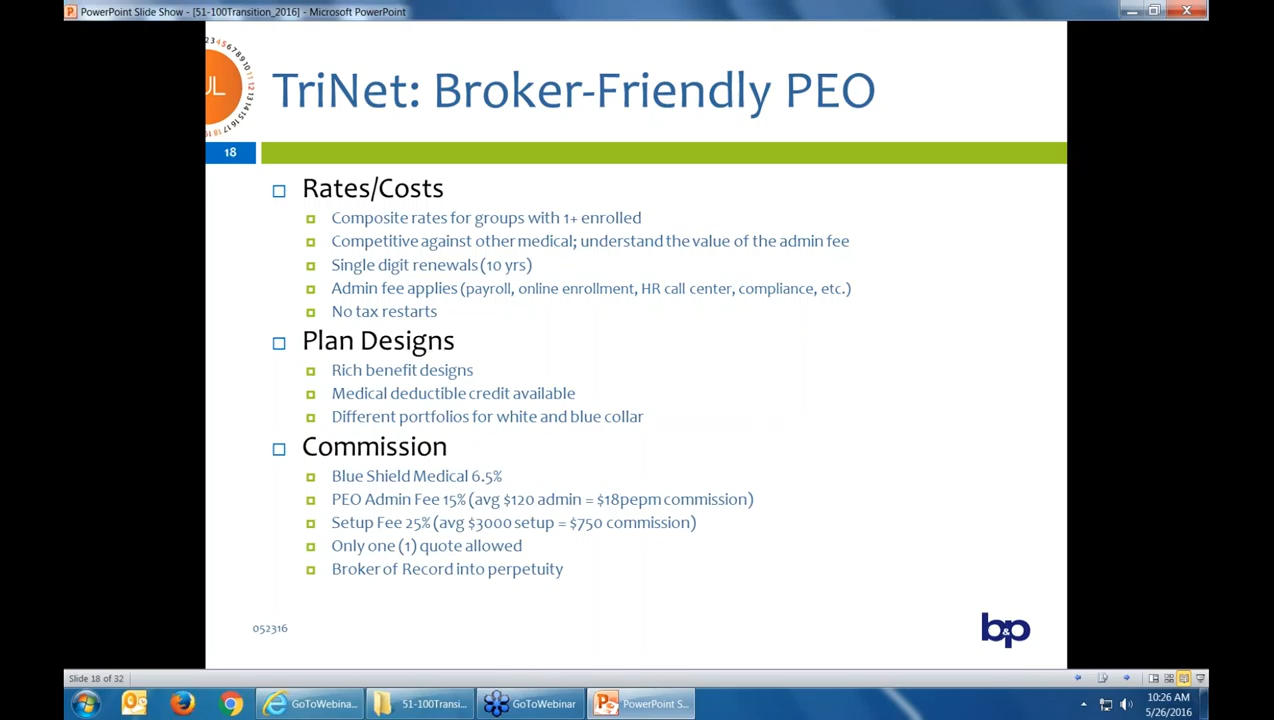 PowerPoint Slide Show - [51-100Transition_2016] - Microsoft PowerPoint
TriNet: Broker-Friendly PEO
UL
18
Rates/Costs
Composite rates for groups with 1+ enrolled
Competitive against other medical; understand the value of the admin fee
Single digit renewals (10 yrs)
Admin fee applies (payroll, online enrollment, HR call center, compliance, etc.)
No tax restarts
Plan Designs
Rich benefit designs
Medical deductible credit available
Different portfolios for white and blue collar
Commission
Blue Shield Medical 6.5%
PEO Admin Fee 15% (avg $120 admin = $18pepm commission)
Setup Fee 25% (avg $3000 setup = $750 commission)
Only one (1) quote allowed
Broker of Record into perpetuity
052316
b&p
Slide 18 of 32
GoToWebina...
51-100Transi...
GoToWebinar
PowerPoint S...
10:26 AM
5/26/2016